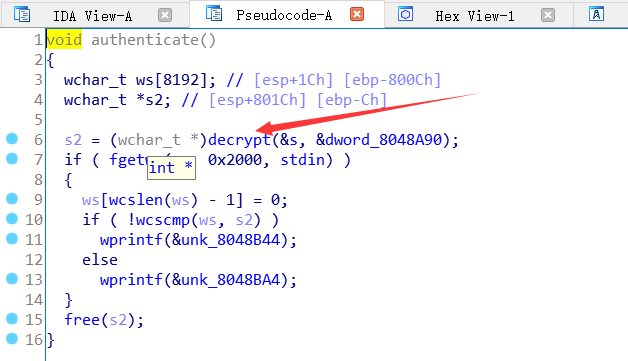 IDA View-A Pseudocode-A Hex View-1
1 void authenticate()
2 {
3 wchar_t ws[8192]; // [esp+1Ch] [ebp-800Ch]
4 wchar_t *s2; // [esp+801Ch] [ebp-Ch]
5
6 s2 = (wchar_t *)decrypt(&s, &dword_8048A90);
7 if ( fgetw 0x2000, stdin) )
int *
8 {
9 ws[wcslen(ws) - 1] = 0;
10 if ( !wcscmp(ws, s2) )
11 wprintf(&unk_8048B44);
12 else
13 wprintf(&unk_8048BA4);
14 }
15 free(s2);
16 }